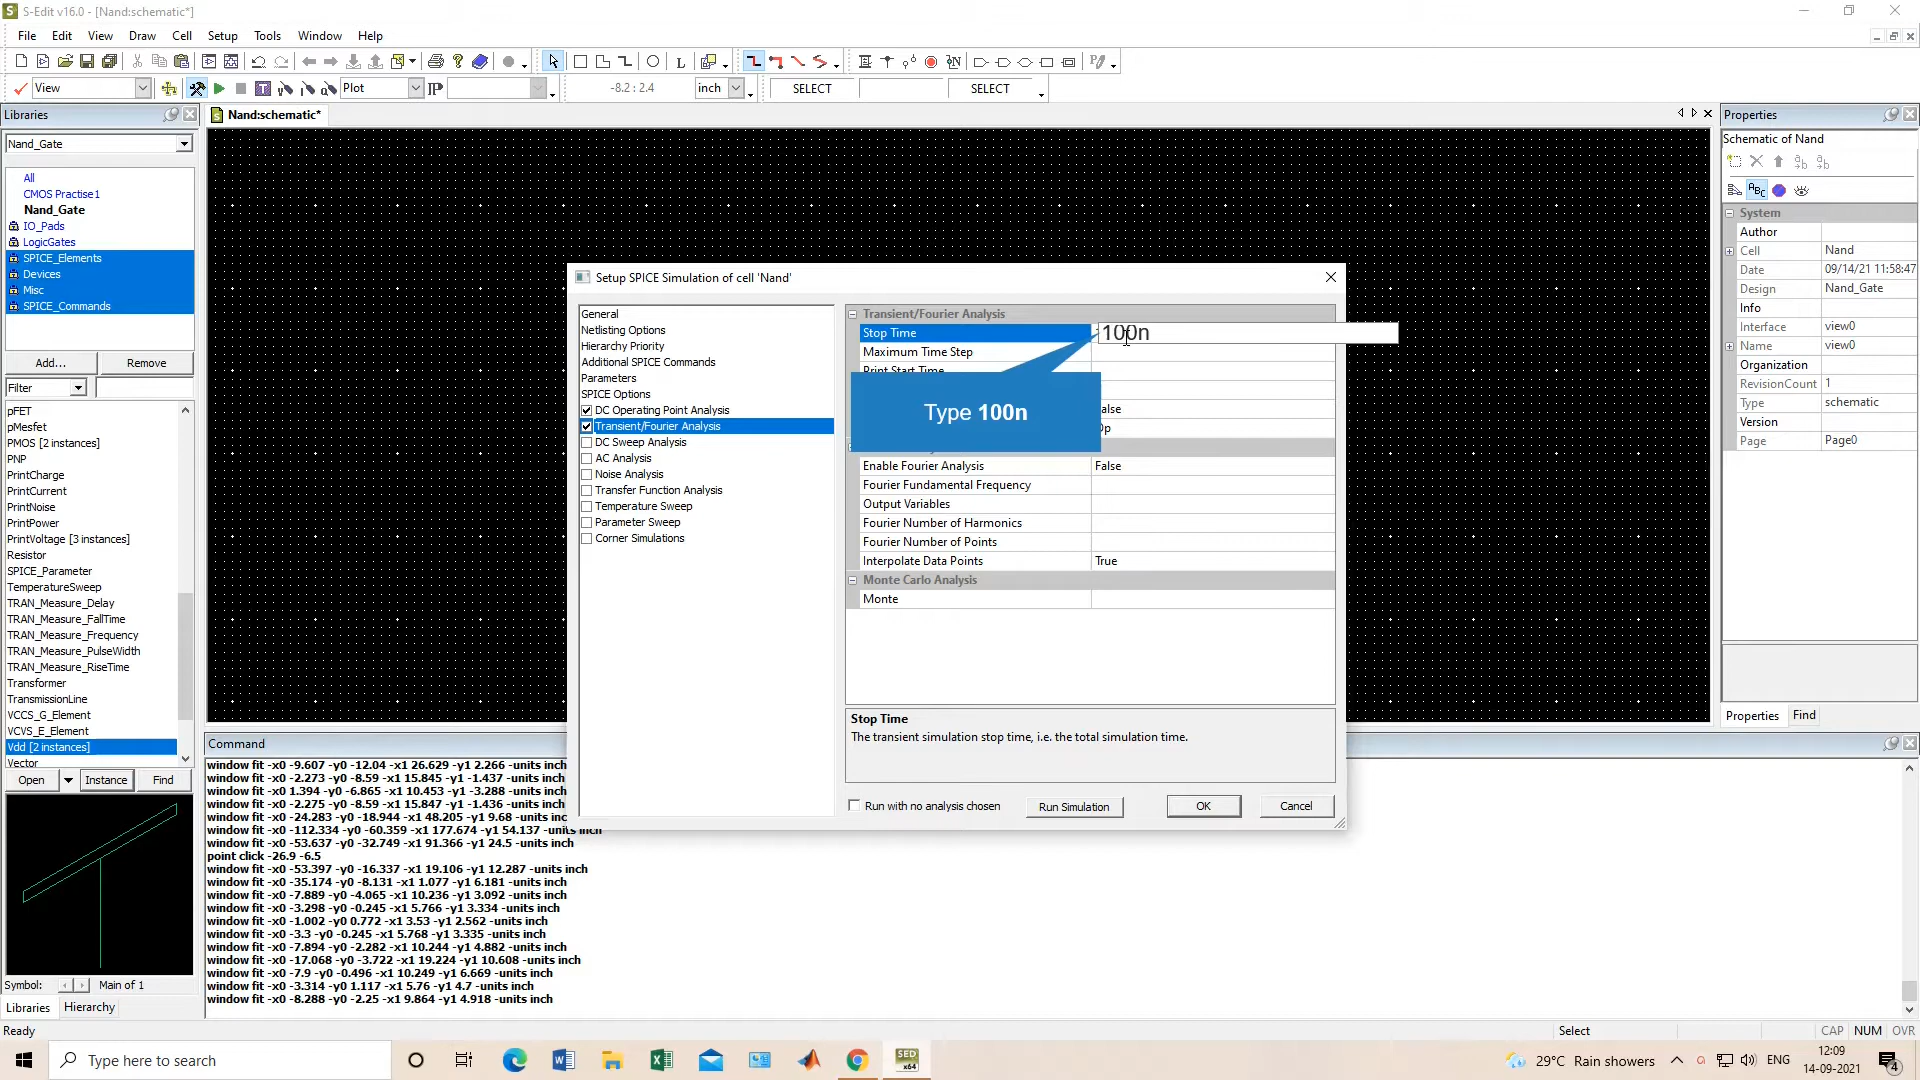 S-Edit v16.0 - [Nand:schematic*]
File Edit View Draw Cell Setup Tools Window Help
View Plot -8.2 : 2.4 inch SELECT SELECT
Libraries
Nand_Gate
All
CMOS Practise1
Nand_Gate
IO_Pads
LogicGates
SPICE_Elements
Devices
Misc
SPICE_Commands
Add... Remove
Filter
pFET
pMesfet
PMOS [2 instances]
PNP
PrintCharge
PrintCurrent
PrintNoise
PrintPower
PrintVoltage [3 instances]
Resistor
SPICE_Parameter
TemperatureSweep
TRAN_Measure_Delay
TRAN_Measure_FallTime
TRAN_Measure_Frequency
TRAN_Measure_PulseWidth
TRAN_Measure_RiseTime
Transformer
TransmissionLine
VCCS_G_Element
VCVS_E_Element
Vdd [2 instances]
Vector
Open Instance Find
Symbol: Main of 1
Libraries Hierarchy
Nand:schematic*
Setup SPICE Simulation of cell 'Nand'
General
Netlisting Options
Hierarchy Priority
Additional SPICE Commands
Parameters
SPICE Options
DC Operating Point Analysis
Transient/Fourier Analysis
DC Sweep Analysis
AC Analysis
Noise Analysis
Transfer Function Analysis
Temperature Sweep
Parameter Sweep
Corner Simulations
Transient/Fourier Analysis
Stop Time 100n
Maximum Time Step
Print Start Time
Type 100n
alse
Op
Enable Fourier Analysis False
Fourier Fundamental Frequency
Output Variables
Fourier Number of Harmonics
Fourier Number of Points
Interpolate Data Points True
Monte Carlo Analysis
Monte
Stop Time
The transient simulation stop time, i.e. the total simulation time.
Run with no analysis chosen Run Simulation OK Cancel
Command
window fit -x0 -9.607 -y0 -12.04 -x1 26.629 -y1 2.266 -units inch
window fit -x0 -2.273 -y0 -8.59 -x1 15.845 -y1 -1.437 -units inch
window fit -x0 1.394 -y0 -6.865 -x1 10.453 -y1 -3.288 -units inch
window fit -x0 -2.275 -y0 -8.59 -x1 15.847 -y1 -1.436 -units inch
window fit -x0 -24.283 -y0 -18.944 -x1 48.205 -y1 9.68 -units inc
window fit -x0 -112.334 -y0 -60.359 -x1 177.674 -y1 54.137 -units inch
window fit -x0 -53.637 -y0 -32.749 -x1 91.366 -y1 24.5 -units inch
point click -26.9 -6.5
window fit -x0 -53.397 -y0 -16.337 -x1 19.106 -y1 12.287 -units inch
window fit -x0 -35.174 -y0 -8.131 -x1 1.077 -y1 6.181 -units inch
window fit -x0 -7.889 -y0 -4.065 -x1 10.236 -y1 3.092 -units inch
window fit -x0 -3.298 -y0 -0.245 -x1 5.766 -y1 3.334 -units inch
window fit -x0 -1.002 -y0 0.772 -x1 3.53 -y1 2.562 -units inch
window fit -x0 -3.3 -y0 -0.245 -x1 5.768 -y1 3.335 -units inch
window fit -x0 -7.894 -y0 -2.282 -x1 10.244 -y1 4.882 -units inch
window fit -x0 -17.068 -y0 -3.722 -x1 19.224 -y1 10.608 -units inch
window fit -x0 -7.9 -y0 -0.496 -x1 10.249 -y1 6.669 -units inch
window fit -x0 -3.314 -y0 1.117 -x1 5.76 -y1 4.7 -units inch
window fit -x0 -8.288 -y0 -2.25 -x1 9.864 -y1 4.918 -units inch
Properties
Schematic of Nand
System
Author
Cell Nand
Date 09/14/21 11:58:47
Design Nand_Gate
Info
Interface view0
Name view0
Organization
RevisionCount 1
Type schematic
Version
Page Page0
Properties Find
Ready Select CAP NUM OVR
Type here to search
29°C Rain showers ENG 12:09
14-09-2021